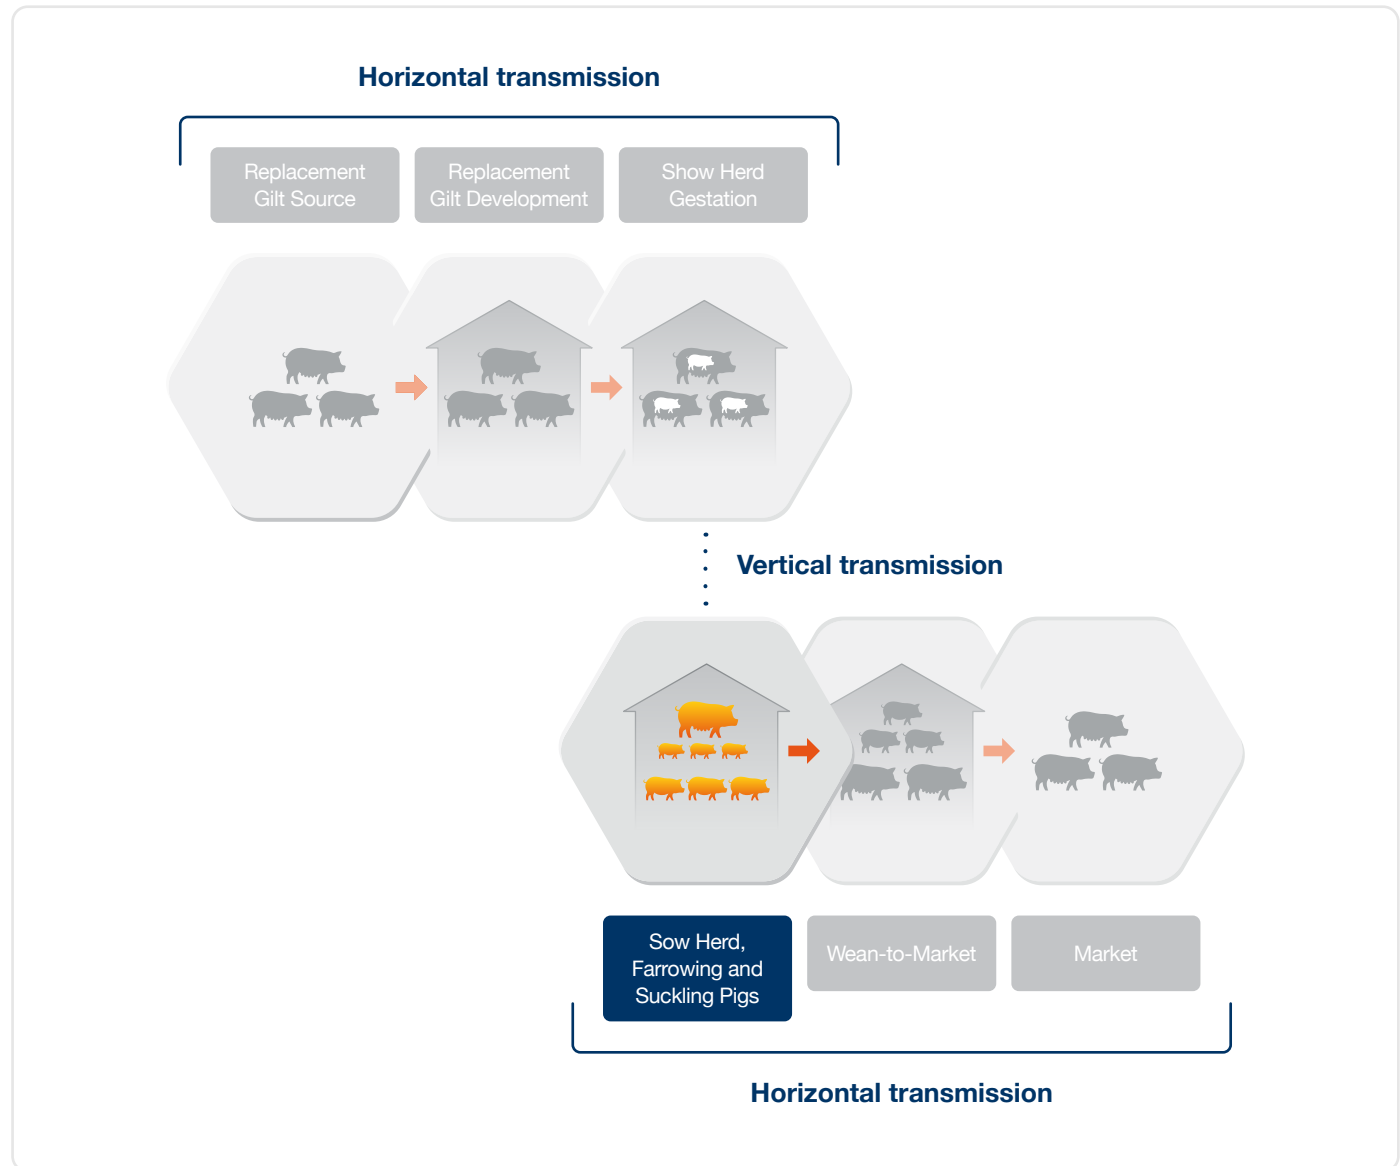 Horizontal transmission
Replacement
Gilt Source
Replacement
Gilt Development
Show Herd
Gestation
Vertical transmission
Sow Herd,
Farrowing and
Suckling Pigs
Wean-to-Market
Market
Horizontal transmission